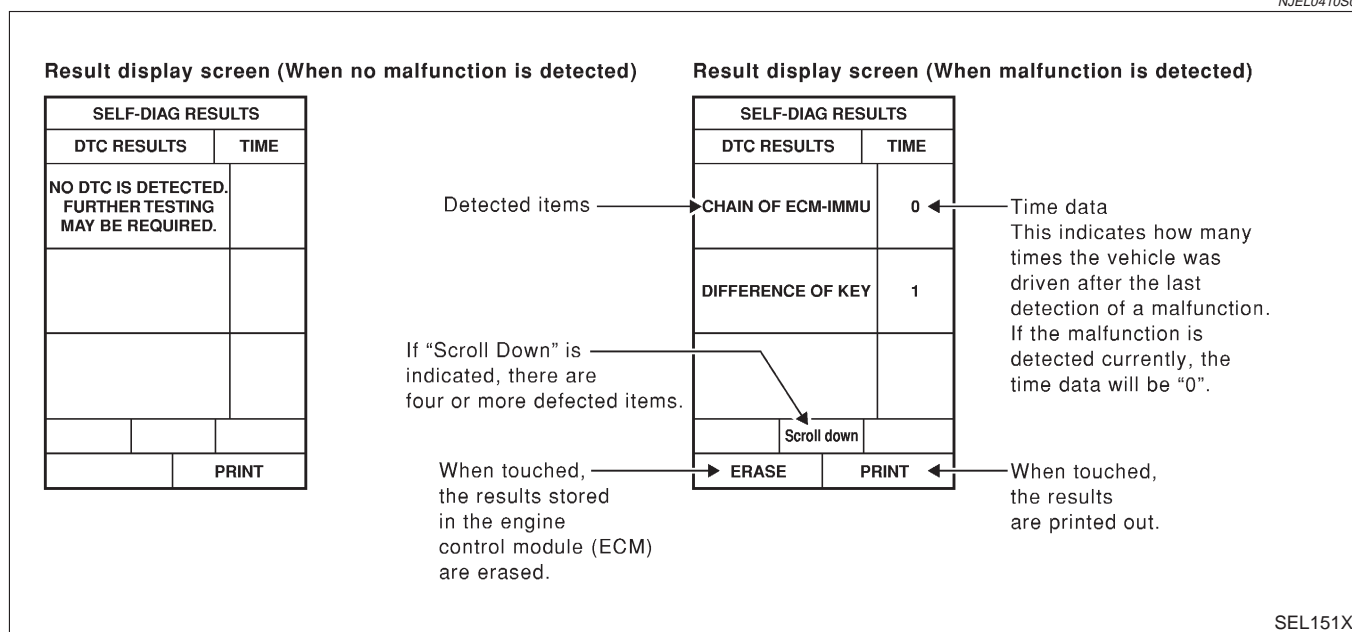 NJEL0410S0
Result display screen (When no malfunction is detected)
SELF-DIAG RESULTS
DTC RESULTS TIME
NO DTC IS DETECTED.
FURTHER TESTING
MAY BE REQUIRED.
PRINT
Result display screen (When malfunction is detected)
SELF-DIAG RESULTS
DTC RESULTS TIME
Detected items
CHAIN OF ECM-IMMU 0
Time data
This indicates how many
times the vehicle was
driven after the last
detection of a malfunction.
If the malfunction is
detected currently, the
time data will be “0”.
DIFFERENCE OF KEY 1
If “Scroll Down” is
indicated, there are
four or more defected items.
Scroll down
ERASE PRINT
When touched,
the results stored
in the engine
control module (ECM)
are erased.
When touched,
the results
are printed out.
SEL151X